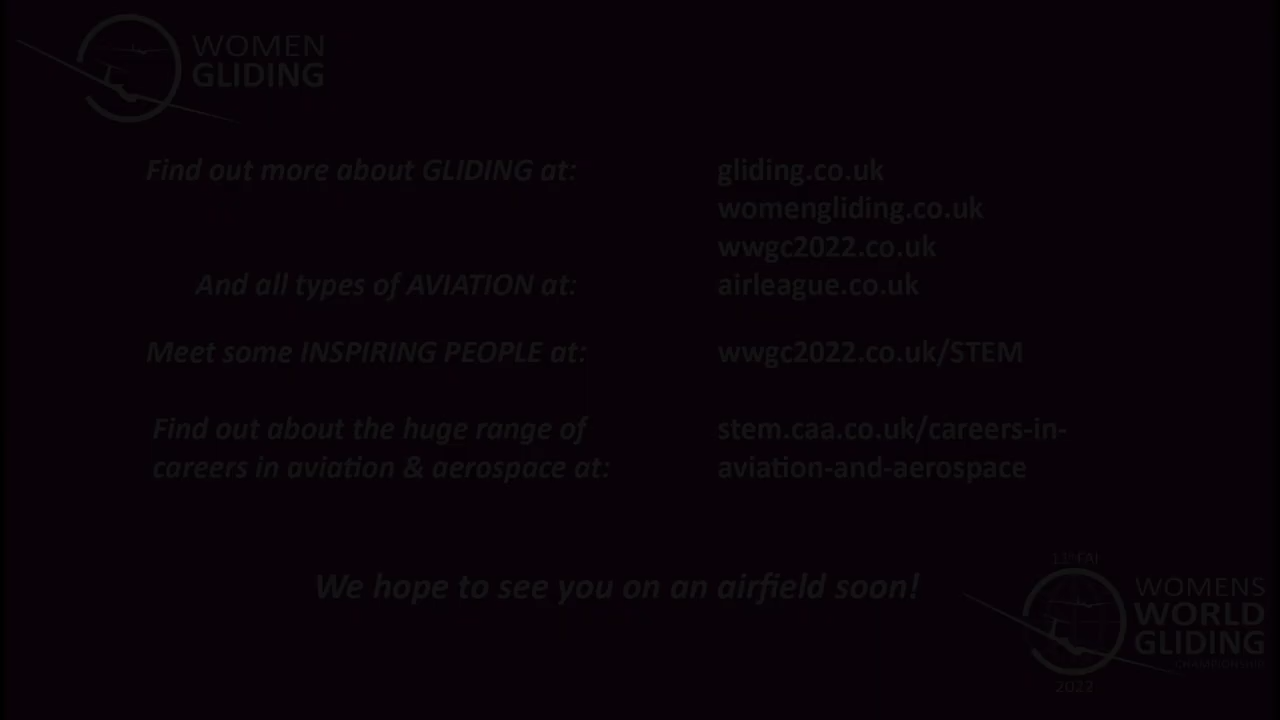 WOMEN
GLIDING
Find out more about GLIDING at: gliding.co.uk
womengliding.co.uk
wwgc2022.co.uk
And all types of AVIATION at: airleague.co.uk
Meet some INSPIRING PEOPLE at: wwgc2022.co.uk/STEM
Find out about the huge range of stem.caa.co.uk/careers-in-
careers in aviation & aerospace at: aviation-and-aerospace
We hope to see you on an airfield soon!
13th FAI
WOMENS
WORLD
GLIDING
CHAMPIONSHIP
2022